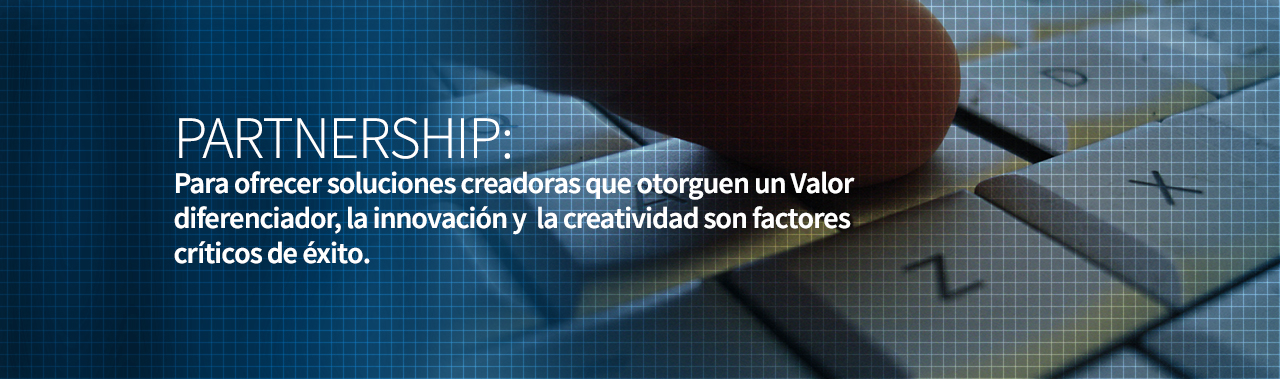 PARTNERSHIP:
Para ofrecer soluciones creadoras que otorguen un Valor
diferenciador, la innovación y  la creatividad son factores
críticos de éxito.
D
A
X
Z